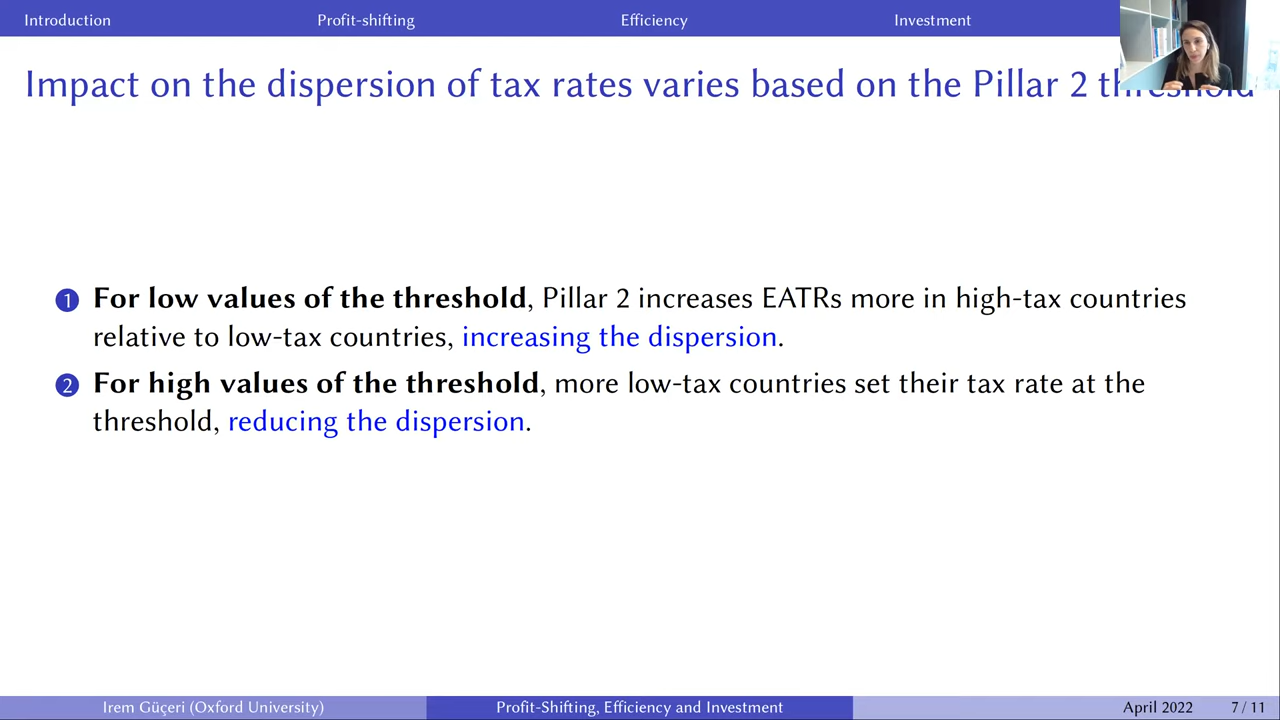 Introduction Profit-shifting Efficiency Investment
Impact on the dispersion of tax rates varies based on the Pillar 2 threshold
1 For low values of the threshold, Pillar 2 increases EATRs more in high-tax countries
relative to low-tax countries, increasing the dispersion.
2 For high values of the threshold, more low-tax countries set their tax rate at the
threshold, reducing the dispersion.
Irem Güçeri (Oxford University) Profit-Shifting, Efficiency and Investment April 2022 7 / 11